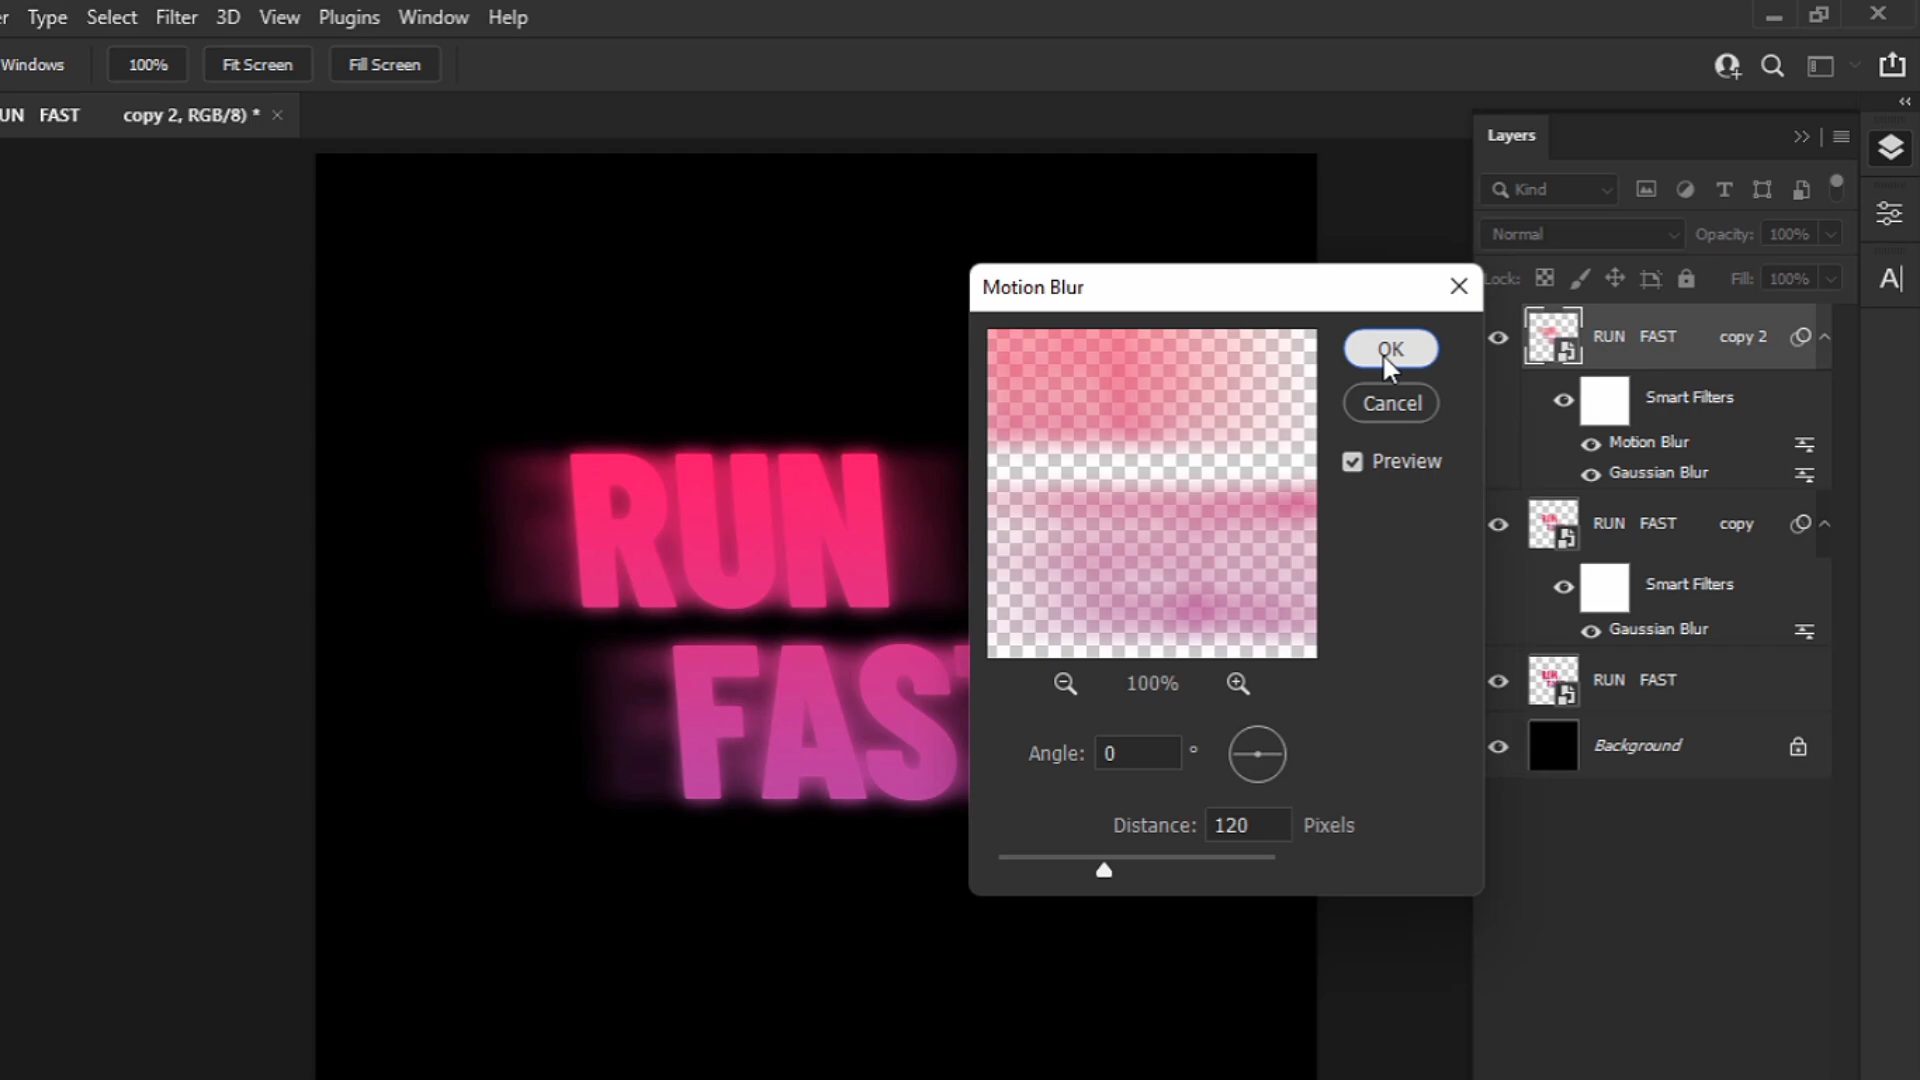 Type Select Filter 3D View Plugins Window Help
Windows 100% Fit Screen Fill Screen
UN FAST copy 2, RGB/8) * ×
Layers
Kind
Normal Opacity: 100%
Lock: Fill: 100%
RUN FAST copy 2
Smart Filters
Motion Blur
Gaussian Blur
RUN FAST copy
Smart Filters
Gaussian Blur
RUN FAST
Background
Motion Blur
OK
Cancel
Preview
100%
Angle: 0 °
Distance: 120 Pixels
RUN
FAS